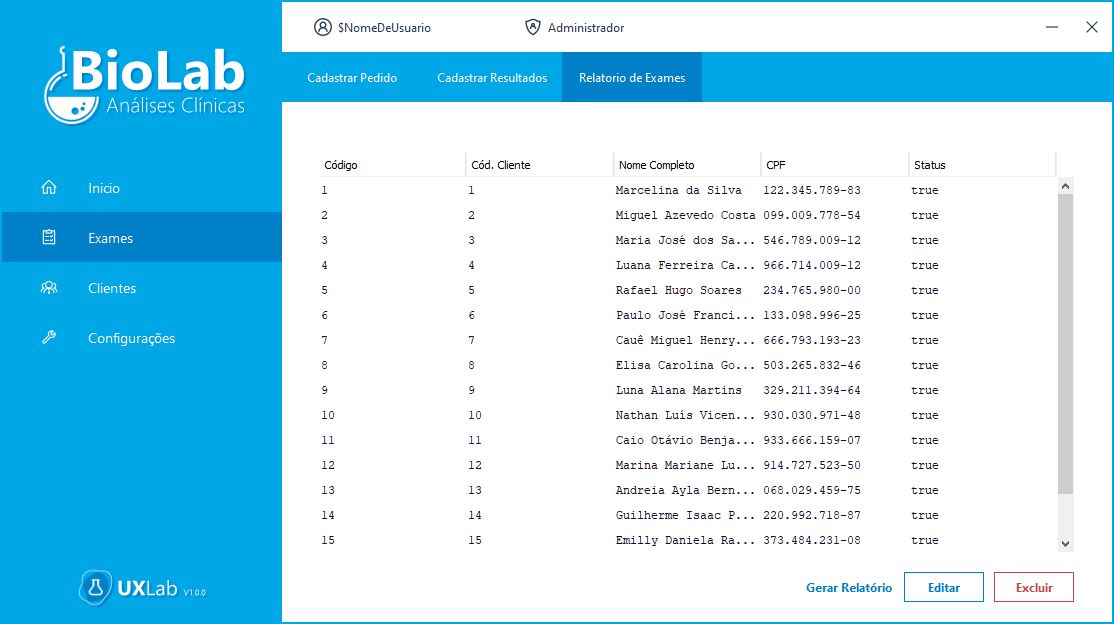 BioLab
Análises Clínicas
Inicio
Exames
Clientes
Configurações
UXLab V1.0.0
$NomeDeUsuario Administrador
Cadastrar Pedido Cadastrar Resultados Relatorio de Exames
Código Cód. Cliente Nome Completo CPF Status
1 1 Marcelina da Silva 122.345.789-83 true
2 2 Miguel Azevedo Costa 099.009.778-54 true
3 3 Maria José dos Sa... 546.789.009-12 true
4 4 Luana Ferreira Ca... 966.714.009-12 true
5 5 Rafael Hugo Soares 234.765.980-00 true
6 6 Paulo José Franci... 133.098.996-25 true
7 7 Cauê Miguel Henry... 666.793.193-23 true
8 8 Elisa Carolina Go... 503.265.832-46 true
9 9 Luna Alana Martins 329.211.394-64 true
10 10 Nathan Luís Vicen... 930.030.971-48 true
11 11 Caio Otávio Benja... 933.666.159-07 true
12 12 Marina Mariane Lu... 914.727.523-50 true
13 13 Andreia Ayla Bern... 068.029.459-75 true
14 14 Guilherme Isaac P... 220.992.718-87 true
15 15 Emilly Daniela Ra... 373.484.231-08 true
Gerar Relatório Editar Excluir